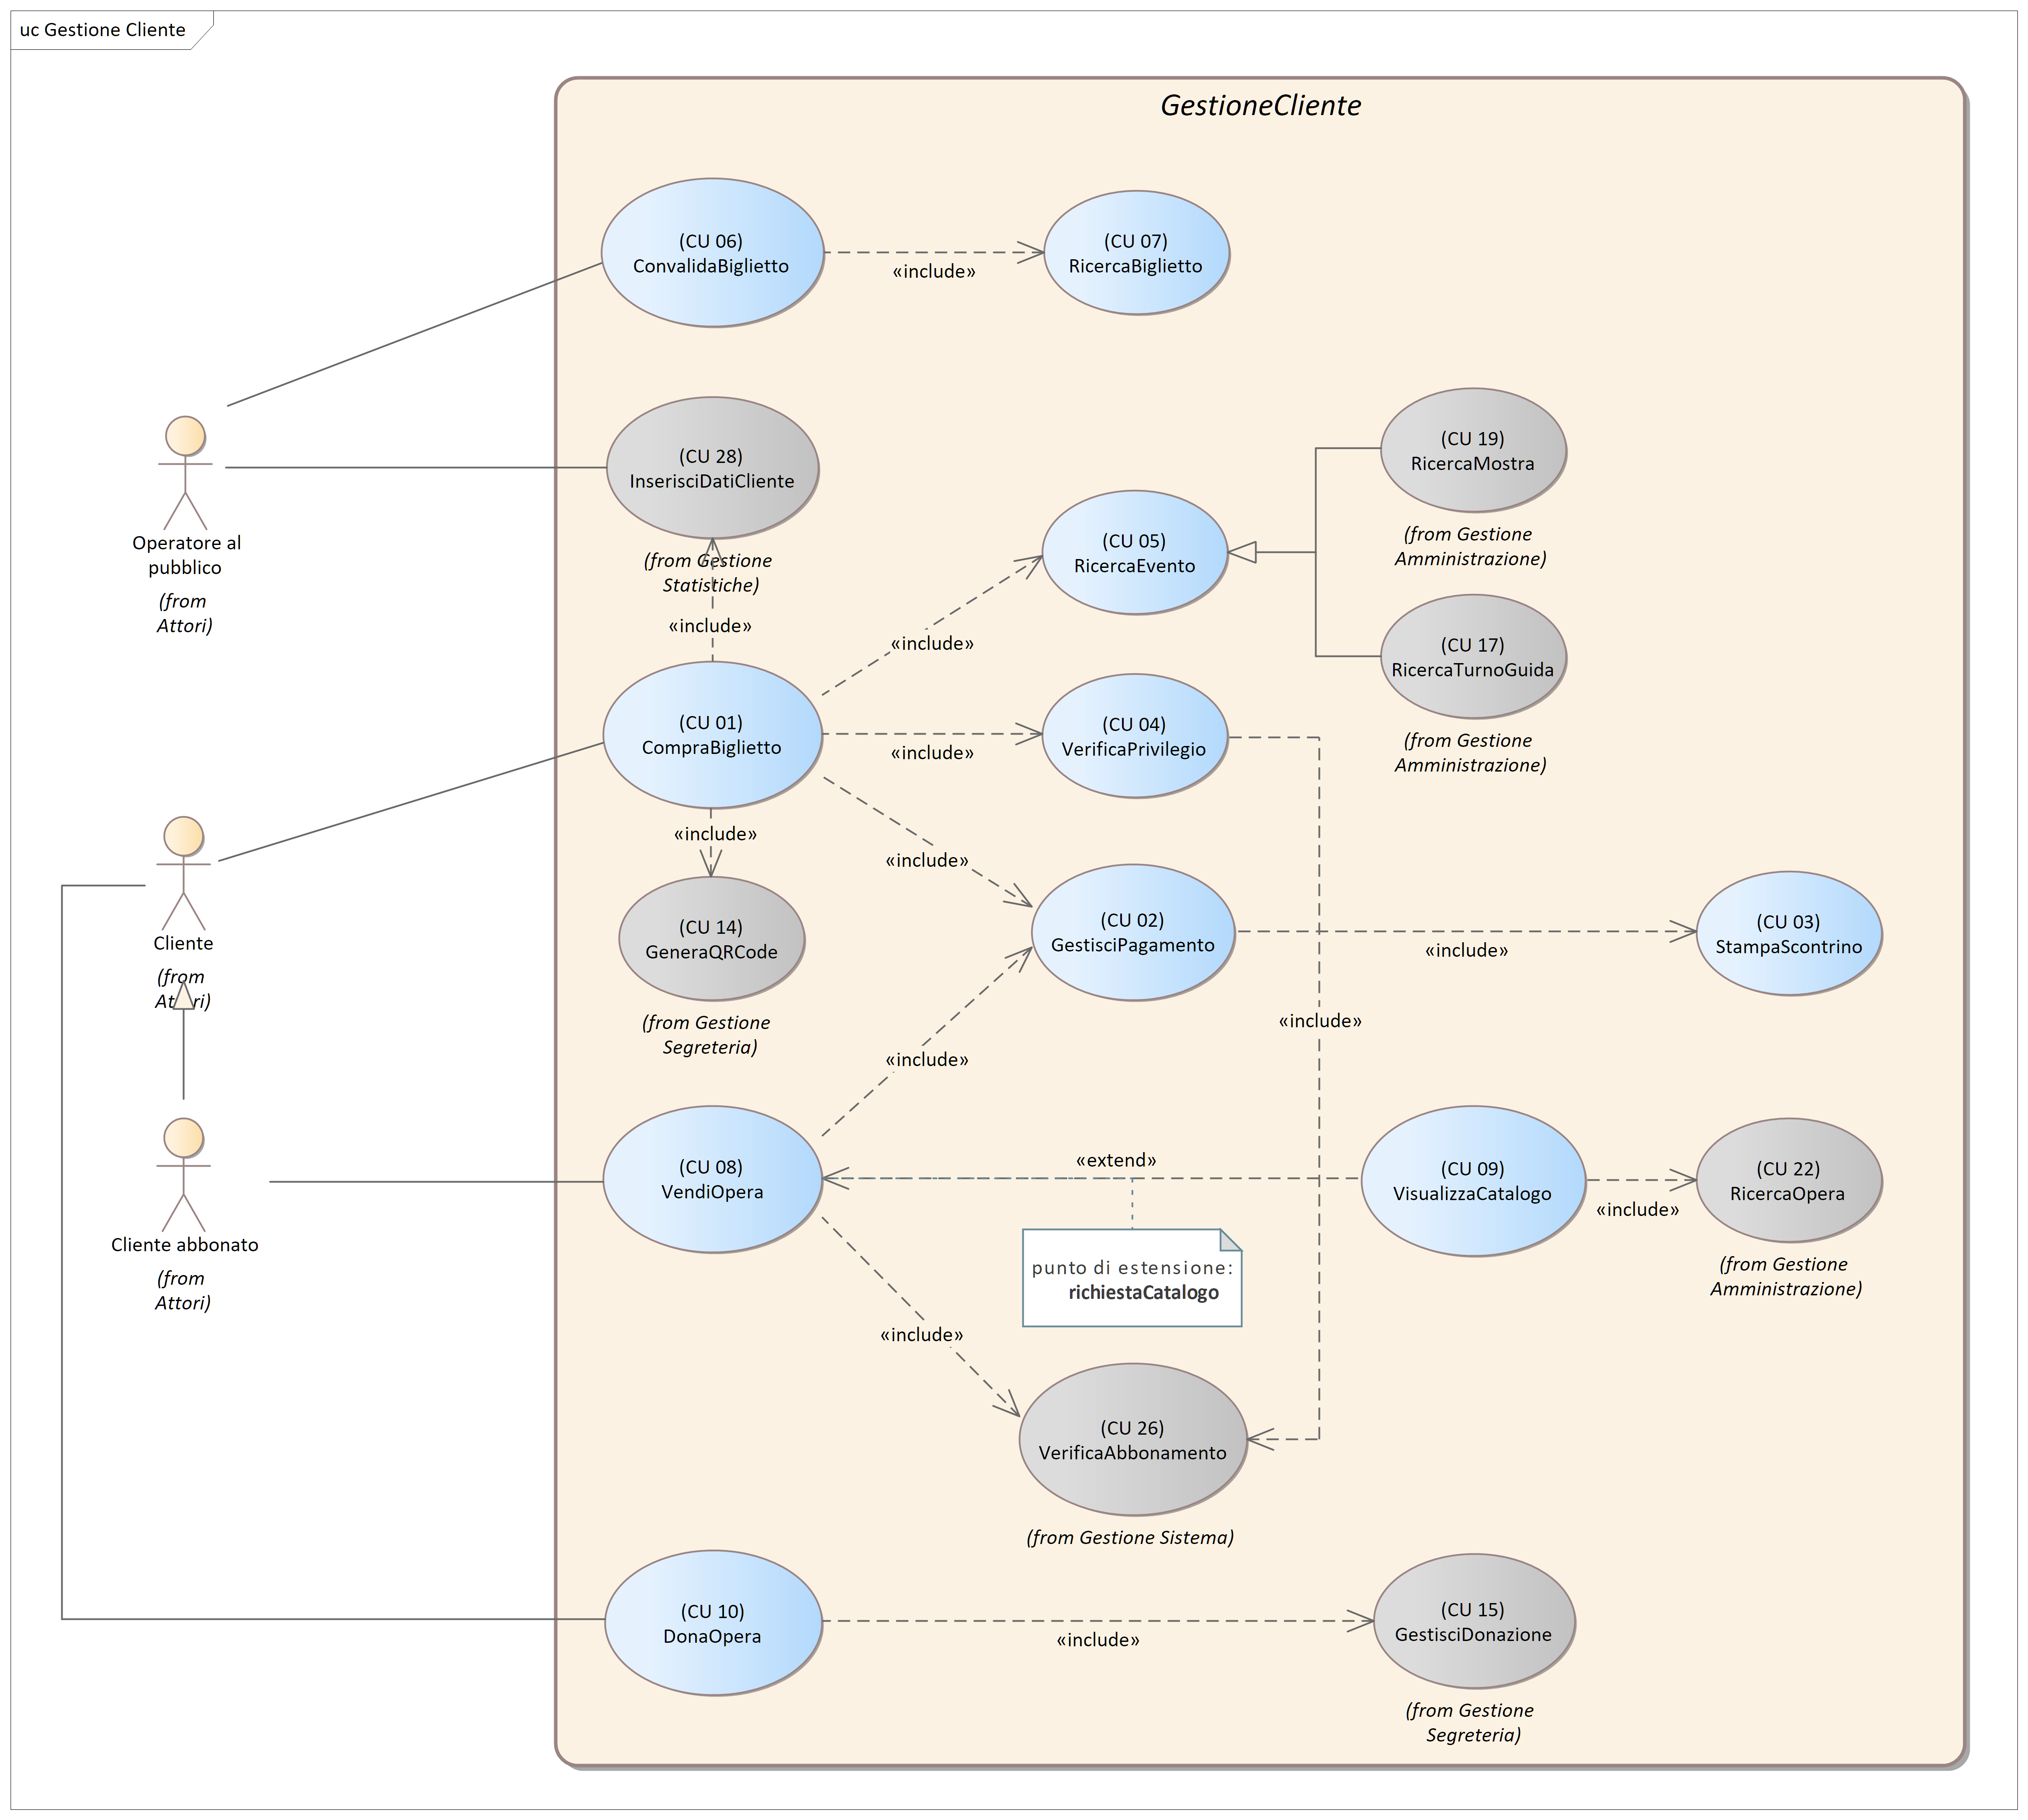 uc Gestione Cliente
GestioneCliente
(CU 06)
ConvalidaBiglietto
«include»
(CU 07)
RicercaBiglietto
Operatore al
pubblico
(from
Attori)
(CU 28)
InserisciDatiCliente
(from Gestione
Statistiche)
«include»
(CU 19)
RicercaMostra
(from Gestione
Amministrazione)
(CU 05)
RicercaEvento
«include»
(CU 17)
RicercaTurnoGuida
(from Gestione
Amministrazione)
(CU 01)
CompraBiglietto
«include»
(CU 04)
VerificaPrivilegio
«include»
«include»
Cliente
(from
Attori)
(CU 14)
GeneraQRCode
(from Gestione
Segreteria)
(CU 02)
GestisciPagamento
«include»
(CU 03)
StampaScontrino
«include»
«include»
Cliente abbonato
(from
Attori)
(CU 08)
VendiOpera
«extend»
(CU 09)
VisualizzaCatalogo
«include»
(CU 22)
RicercaOpera
(from Gestione
Amministrazione)
punto di estensione:
richiestaCatalogo
«include»
(CU 26)
VerificaAbbonamento
(from Gestione Sistema)
(CU 10)
DonaOpera
«include»
(CU 15)
GestisciDonazione
(from Gestione
Segreteria)